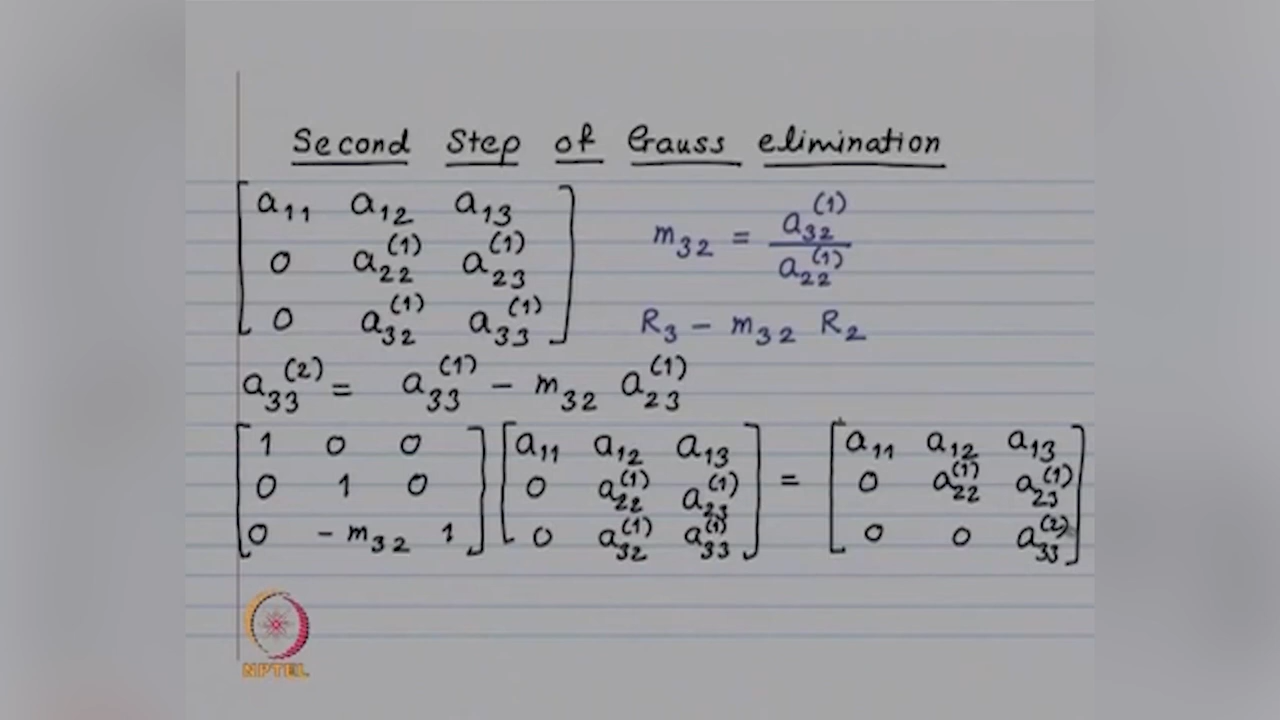 Second Step of Gauss elimination
a₁₁ a₁₂ a₁₃
0 a₂₂⁽¹⁾ a₂₃⁽¹⁾
0 a₃₂⁽¹⁾ a₃₃⁽¹⁾
m₃₂ = a₃₂⁽¹⁾ / a₂₂⁽¹⁾
R₃ - m₃₂ R₂
a₃₃⁽²⁾ = a₃₃⁽¹⁾ - m₃₂ a₂₃⁽¹⁾
[1 0 0] [a₁₁ a₁₂ a₁₃] [a₁₁ a₁₂ a₁₃]
[0 1 0] [0 a₂₂⁽¹⁾ a₂₃⁽¹⁾] = [0 a₂₂⁽¹⁾ a₂₃⁽¹⁾]
[0 -m₃₂ 1] [0 a₃₂⁽¹⁾ a₃₃⁽¹⁾] [0 0 a₃₃⁽²⁾]
NPTEL